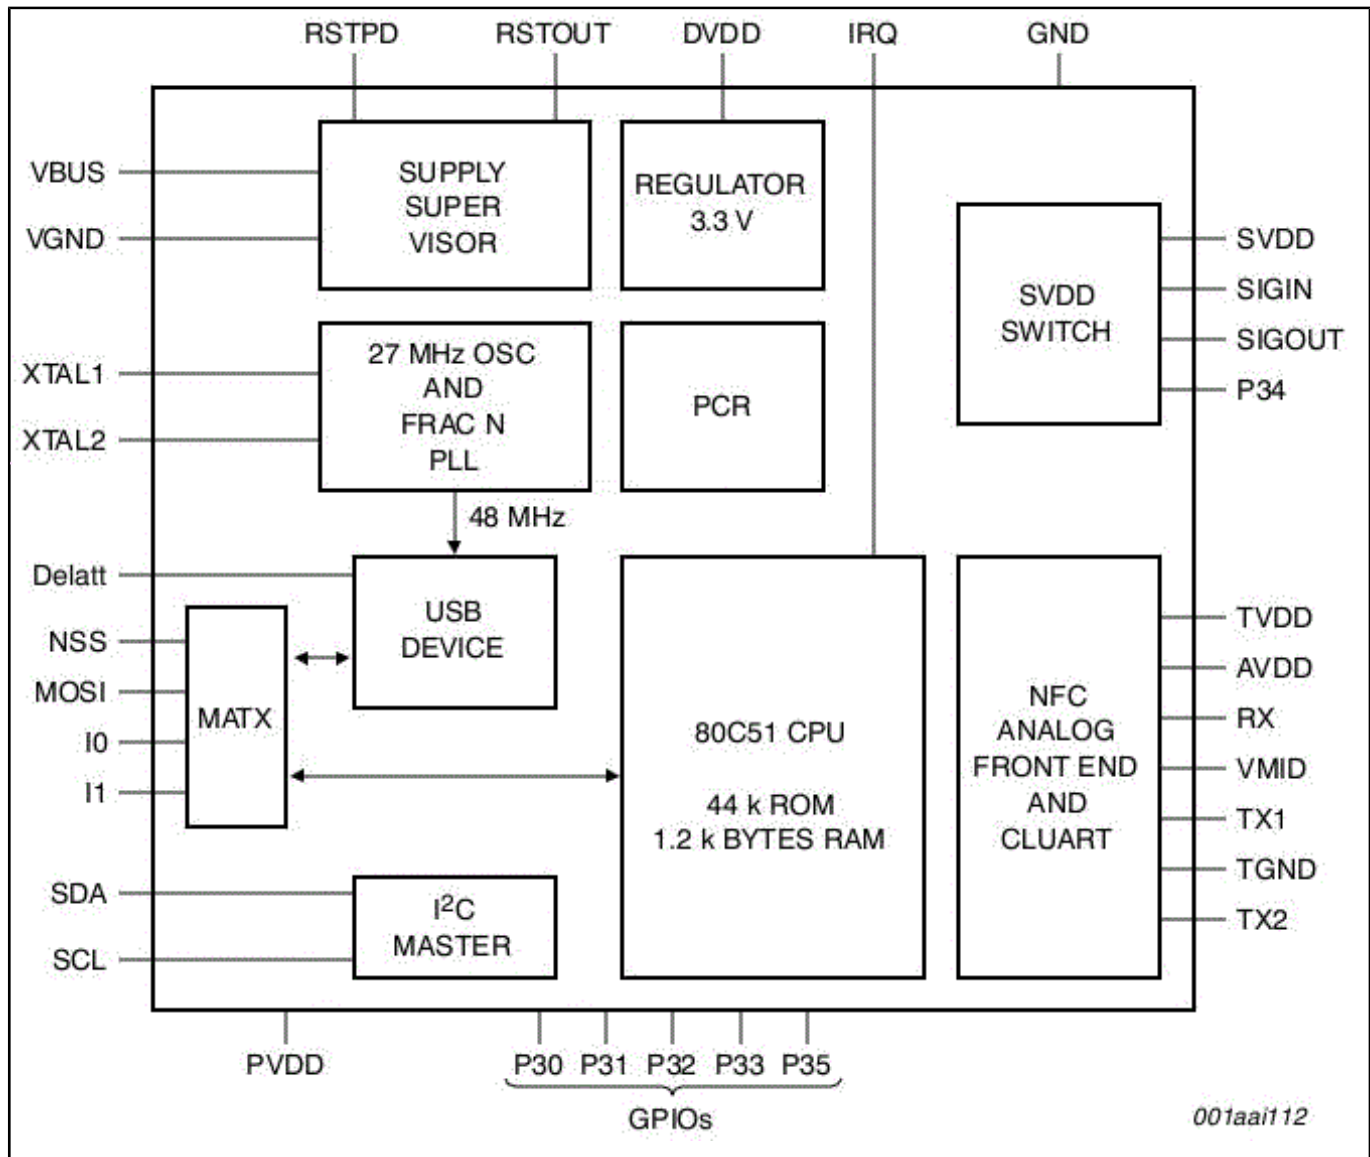 RSTPD
RSTOUT
DVDD
IRQ
GND
VBUS
VGND
SUPPLY
SUPER
VISOR
REGULATOR
3.3 V
SVDD
SWITCH
SVDD
SIGIN
SIGOUT
P34
XTAL1
XTAL2
27 MHz OSC
AND
FRAC N
PLL
PCR
48 MHz
Delatt
NSS
MOSI
I0
I1
MATX
USB
DEVICE
80C51 CPU
44 k ROM
1.2 k BYTES RAM
NFC
ANALOG
FRONT END
AND
CLUART
TVDD
AVDD
RX
VMID
TX1
TGND
TX2
SDA
SCL
I²C
MASTER
PVDD
P30 P31 P32 P33 P35
GPIOs
001aai112